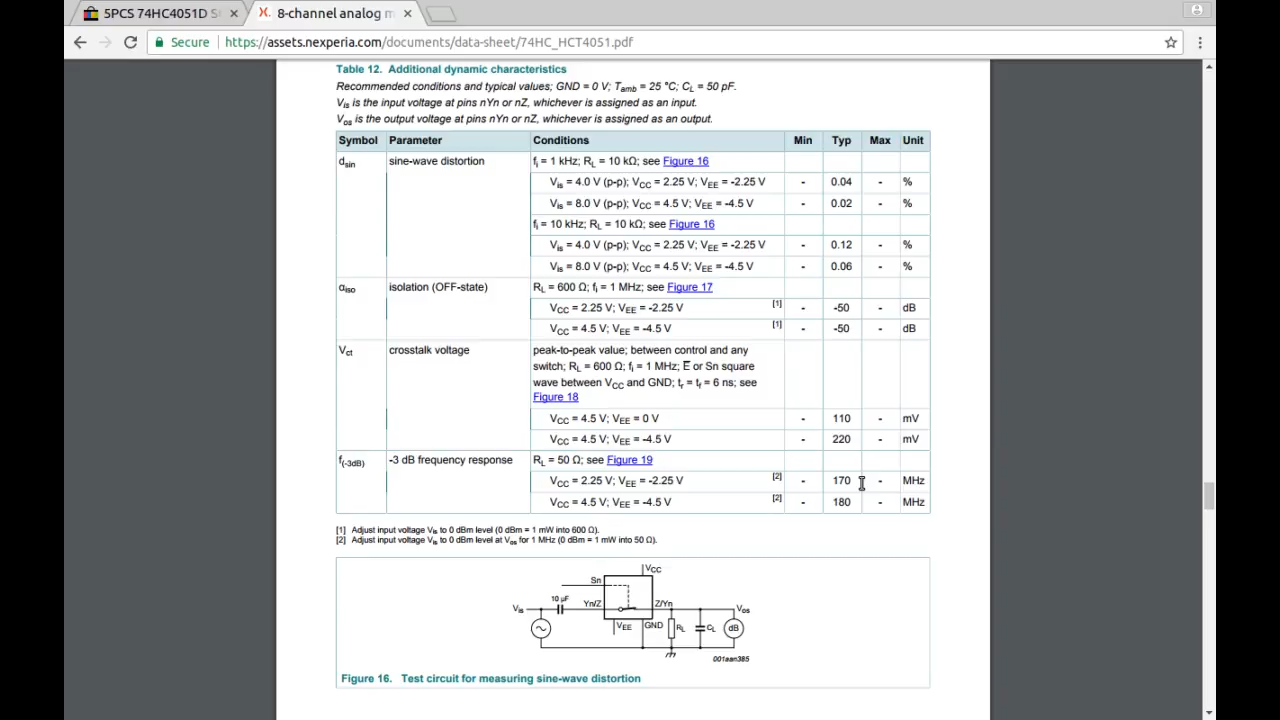 5PCS 74HC4051D S
8-channel analog m
Secure https://assets.nexperia.com/documents/data-sheet/74HC_HCT4051.pdf
Table 12. Additional dynamic characteristics
Recommended conditions and typical values; GND = 0 V; Tamb = 25 °C; CL = 50 pF.
Vis is the input voltage at pins nYn or nZ, whichever is assigned as an input.
Vos is the output voltage at pins nYn or nZ, whichever is assigned as an output.
Symbol Parameter Conditions Min Typ Max Unit
dsin sine-wave distortion fi = 1 kHz; RL = 10 kΩ; see Figure 16
Vis = 4.0 V (p-p); VCC = 2.25 V; VEE = -2.25 V - 0.04 - %
Vis = 8.0 V (p-p); VCC = 4.5 V; VEE = -4.5 V - 0.02 - %
fi = 10 kHz; RL = 10 kΩ; see Figure 16
Vis = 4.0 V (p-p); VCC = 2.25 V; VEE = -2.25 V - 0.12 - %
Vis = 8.0 V (p-p); VCC = 4.5 V; VEE = -4.5 V - 0.06 - %
αiso isolation (OFF-state) RL = 600 Ω; fi = 1 MHz; see Figure 17
VCC = 2.25 V; VEE = -2.25 V [1] - -50 dB
VCC = 4.5 V; VEE = -4.5 V [1] - -50 dB
Vct crosstalk voltage peak-to-peak value; between control and any
switch; RL = 600 Ω; fi = 1 MHz; E̅ or Sn square
wave between VCC and GND; tr = tf = 6 ns; see
Figure 18
VCC = 4.5 V; VEE = 0 V - 110 - mV
VCC = 4.5 V; VEE = -4.5 V - 220 - mV
f(-3dB) -3 dB frequency response RL = 50 Ω; see Figure 19
VCC = 2.25 V; VEE = -2.25 V [2] - 170 - MHz
VCC = 4.5 V; VEE = -4.5 V [2] - 180 - MHz
[1] Adjust input voltage Vis to 0 dBm level (0 dBm = 1 mW into 600 Ω).
[2] Adjust input voltage Vis to 0 dBm level at Vos for 1 MHz (0 dBm = 1 mW into 50 Ω).
VCC
Sn
10 µF
Yn/Z Z/Yn
Vis Vos
VEE GND RL CL dB
001aan385
Figure 16. Test circuit for measuring sine-wave distortion